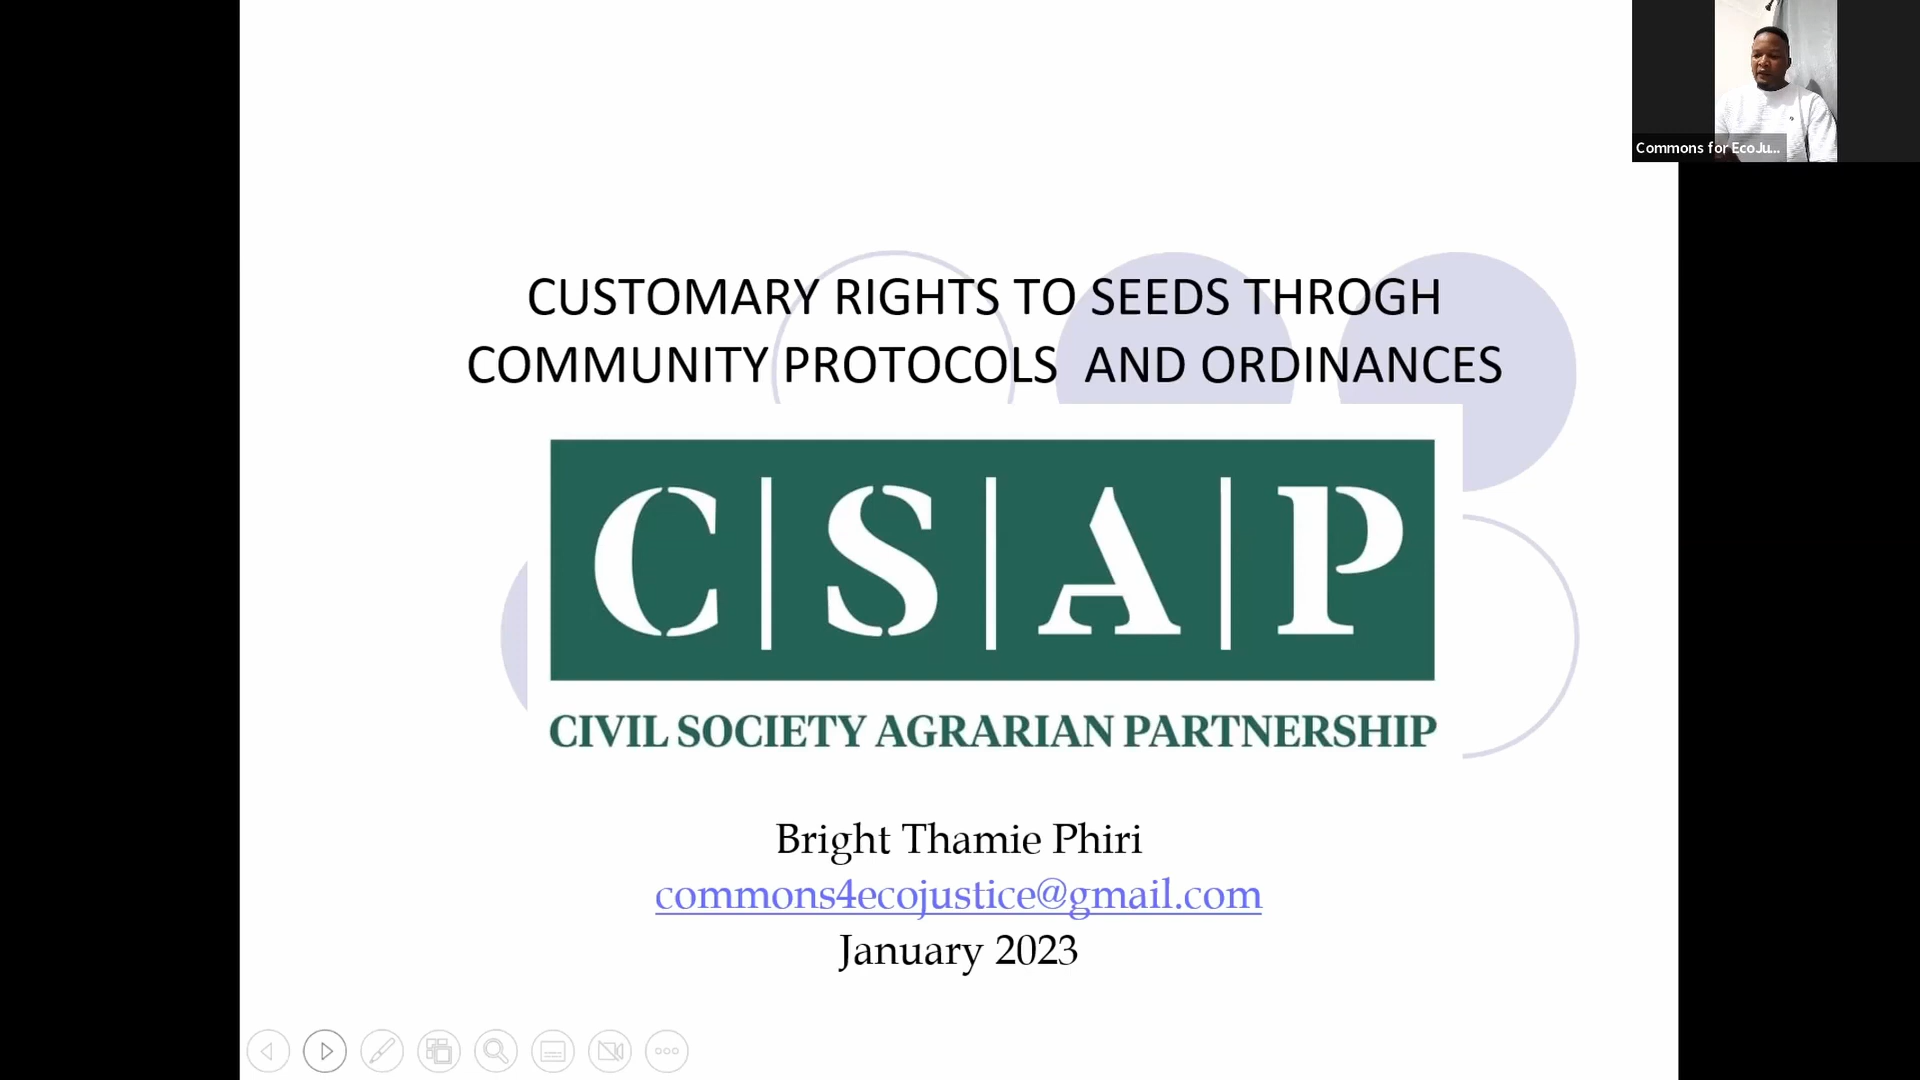 Commons for EcoJu...
CUSTOMARY RIGHTS TO SEEDS THROGH
COMMUNITY PROTOCOLS AND ORDINANCES
C|S|A|P
CIVIL SOCIETY AGRARIAN PARTNERSHIP
Bright Thamie Phiri
commons4ecojustice@gmail.com
January 2023